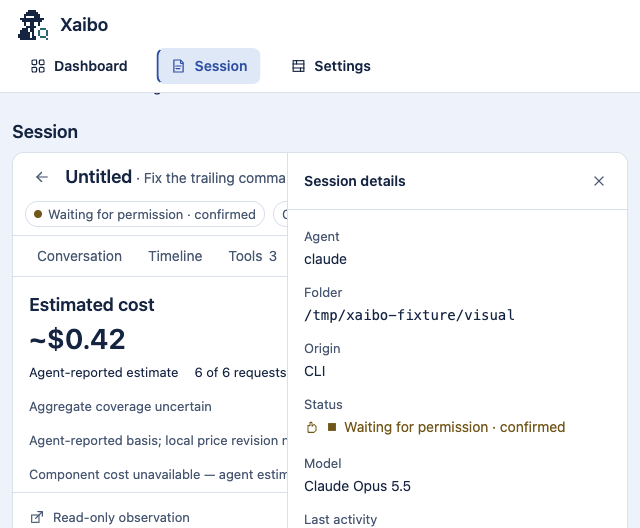 Xaibo
Dashboard
Session
Settings
Session
Untitled · Fix the trailing comma
Waiting for permission · confirmed
Conversation
Timeline
Tools 3
Estimated cost
~$0.42
Agent-reported estimate 6 of 6 requests
Aggregate coverage uncertain
Agent-reported basis; local price revision
Component cost unavailable — agent estim
Read-only observation
Session details
Agent
claude
Folder
/tmp/xaibo-fixture/visual
Origin
CLI
Status
Waiting for permission · confirmed
Model
Claude Opus 5.5
Last activity